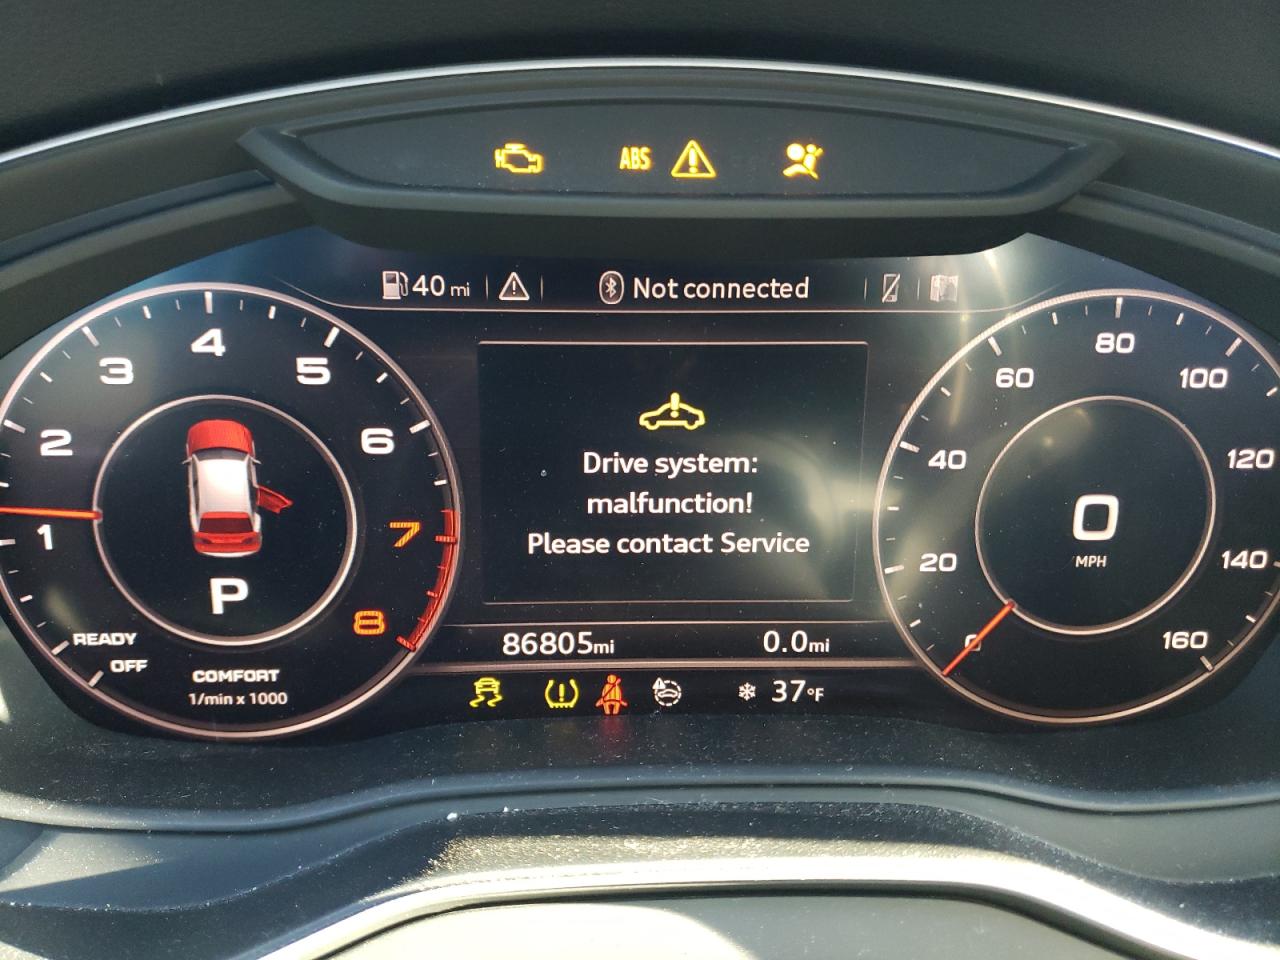 ABS
40 mi
Not connected
1
2
3
4
5
6
7
8
P
READY
OFF
COMFORT
1/min x 1000
Drive system:
malfunction!
Please contact Service
86805mi
0.0mi
37°F
0
20
40
60
80
100
120
140
160
0
MPH